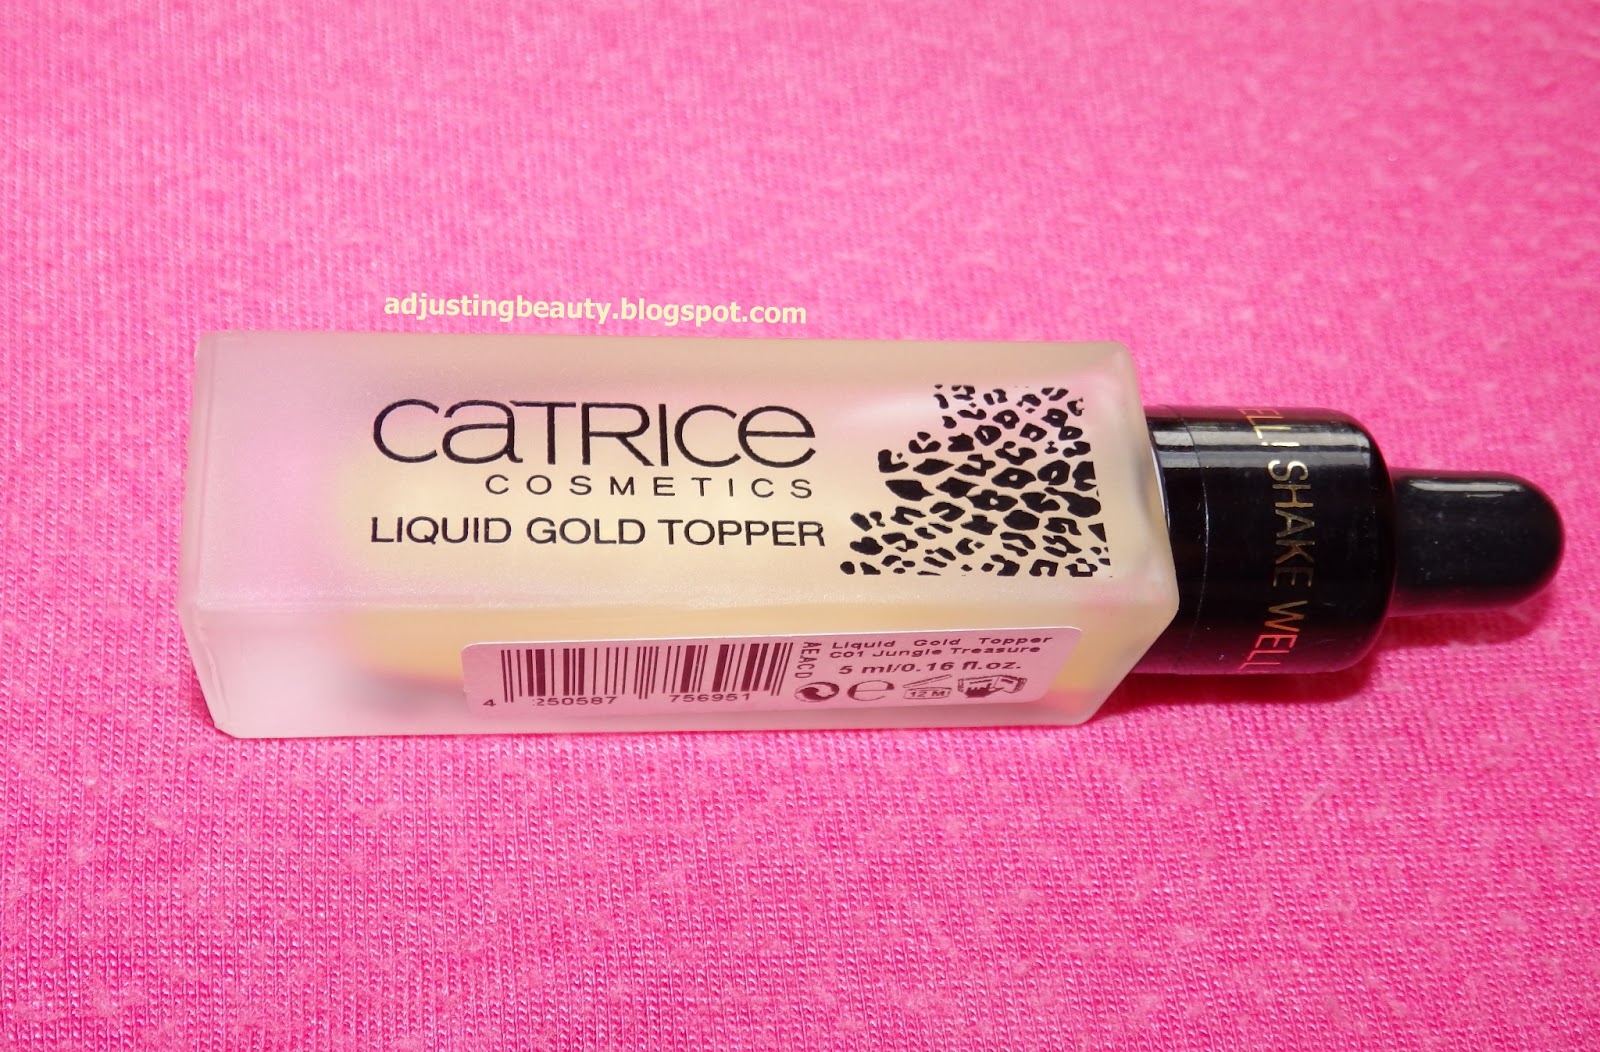 adjustingbeauty.blogspot.com
CATRICE
COSMETICS
LIQUID GOLD TOPPER
ELL! SHAKE WELL!
Liquid Gold Topper
C01 Jungle Treasure
5 ml/0.16 fl.oz.
AEACD
12 M
4 250587 756951